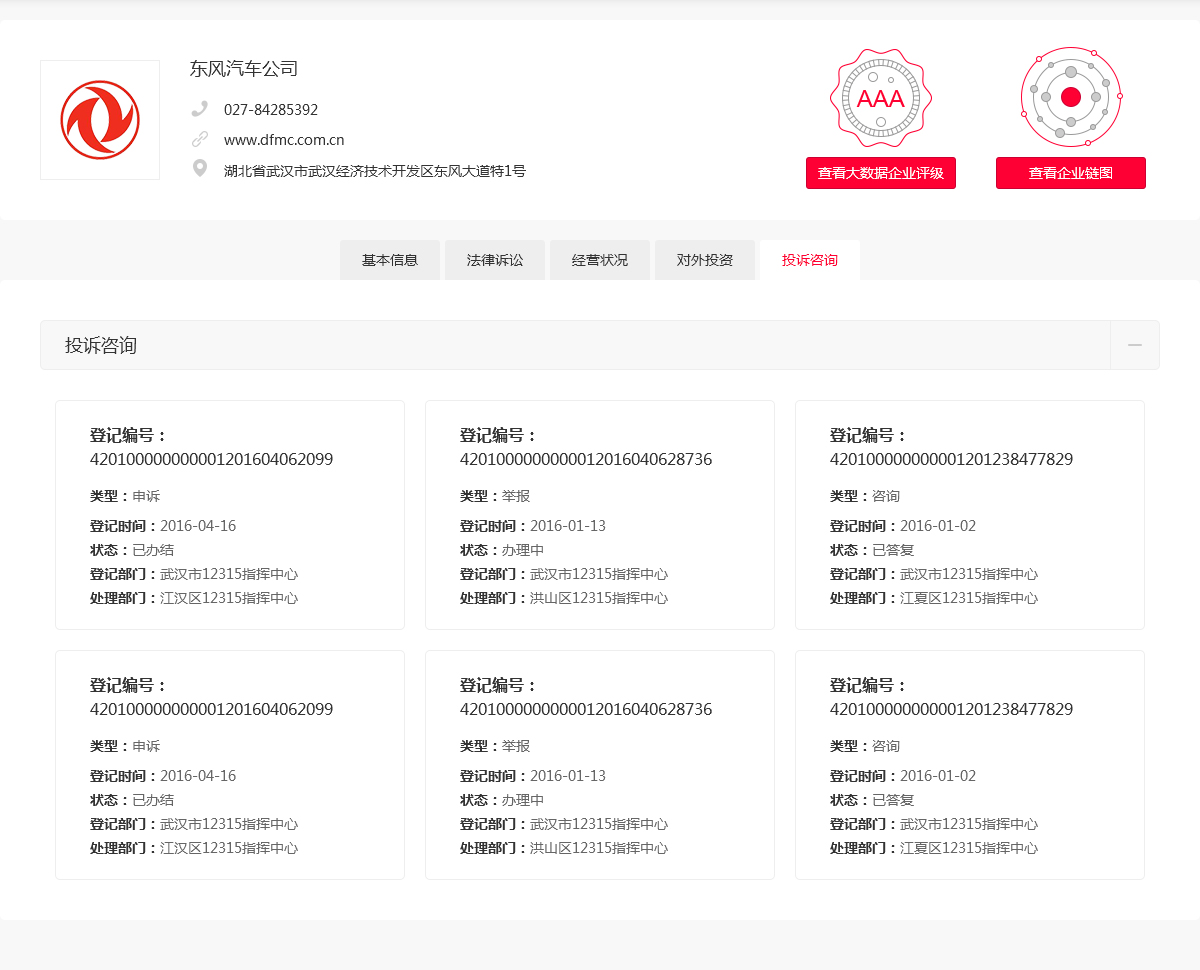 东风汽车公司
027-84285392
www.dfmc.com.cn
湖北省武汉市武汉经济技术开发区东风大道特1号
AAA
查看大数据企业评级
查看企业链图
基本信息
法律诉讼
经营状况
对外投资
投诉咨询
投诉咨询
登记编号：
420100000000001201604062099
类型：申诉
登记时间：2016-04-16
状态：已办结
登记部门：武汉市12315指挥中心
处理部门：江汉区12315指挥中心
登记编号：
4201000000000012016040628736
类型：举报
登记时间：2016-01-13
状态：办理中
登记部门：武汉市12315指挥中心
处理部门：洪山区12315指挥中心
登记编号：
420100000000001201238477829
类型：咨询
登记时间：2016-01-02
状态：已答复
登记部门：武汉市12315指挥中心
处理部门：江夏区12315指挥中心
登记编号：
420100000000001201604062099
类型：申诉
登记时间：2016-04-16
状态：已办结
登记部门：武汉市12315指挥中心
处理部门：江汉区12315指挥中心
登记编号：
4201000000000012016040628736
类型：举报
登记时间：2016-01-13
状态：办理中
登记部门：武汉市12315指挥中心
处理部门：洪山区12315指挥中心
登记编号：
420100000000001201238477829
类型：咨询
登记时间：2016-01-02
状态：已答复
登记部门：武汉市12315指挥中心
处理部门：江夏区12315指挥中心